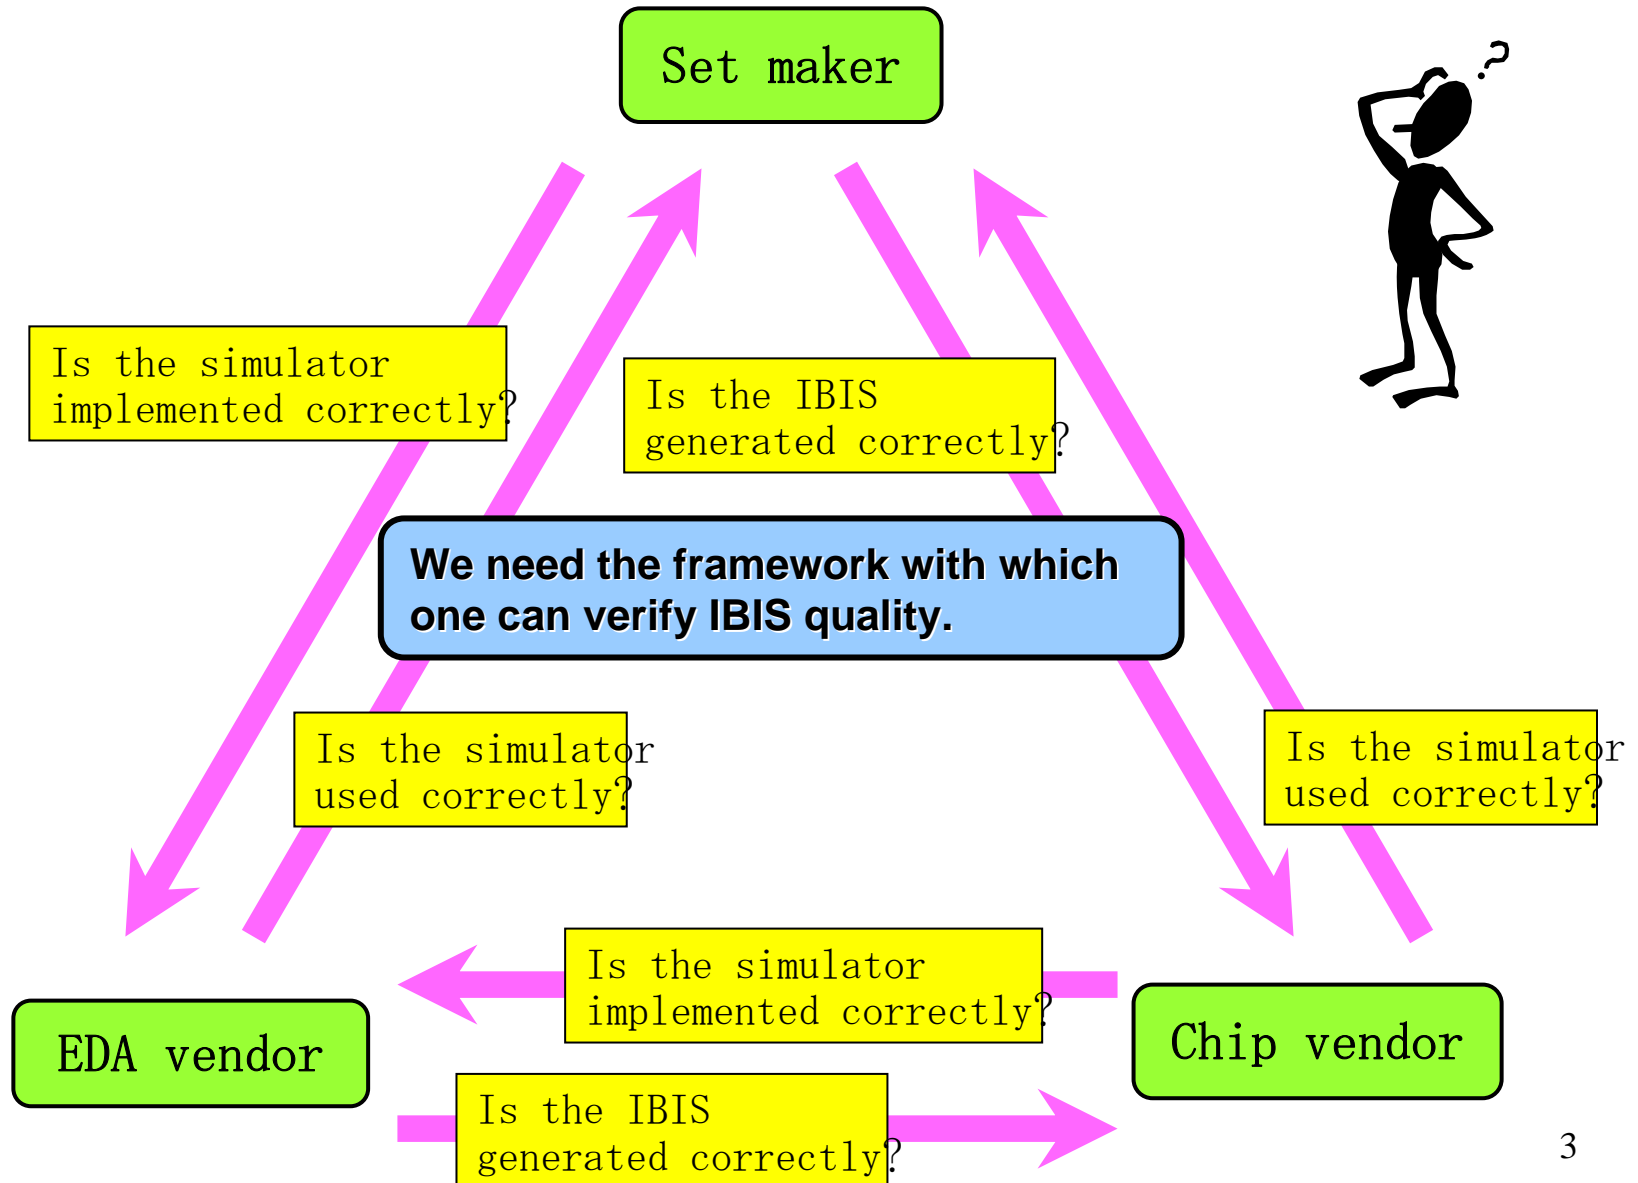 Set maker
?
Is the simulator
implemented correctly?
Is the IBIS
generated correctly?
We need the framework with which
one can verify IBIS quality.
Is the simulator
used correctly?
Is the simulator
used correctly?
Is the simulator
implemented correctly?
EDA vendor
Chip vendor
Is the IBIS
generated correctly?
3